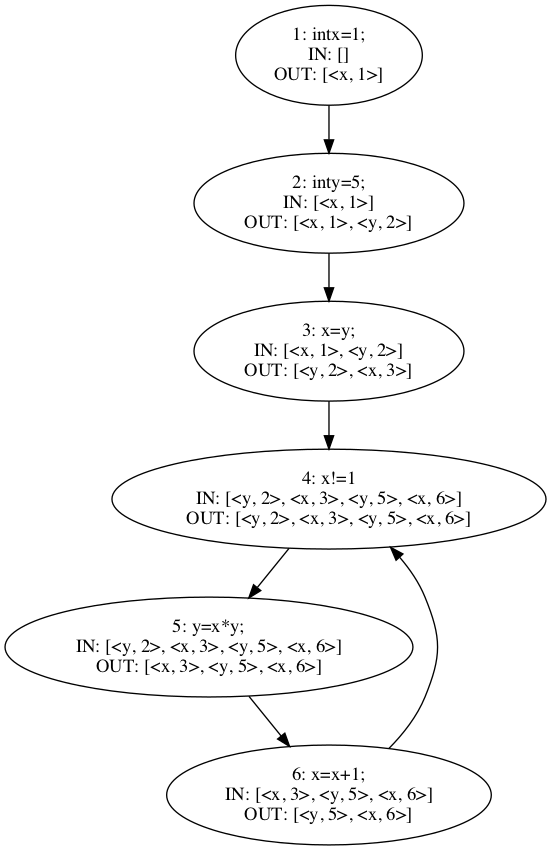 1: intx=1;
IN: []
OUT: [<x, 1>]
2: inty=5;
IN: [<x, 1>]
OUT: [<x, 1>, <y, 2>]
3: x=y;
IN: [<x, 1>, <y, 2>]
OUT: [<y, 2>, <x, 3>]
4: x!=1
IN: [<y, 2>, <x, 3>, <y, 5>, <x, 6>]
OUT: [<y, 2>, <x, 3>, <y, 5>, <x, 6>]
5: y=x*y;
IN: [<y, 2>, <x, 3>, <y, 5>, <x, 6>]
OUT: [<x, 3>, <y, 5>, <x, 6>]
6: x=x+1;
IN: [<x, 3>, <y, 5>, <x, 6>]
OUT: [<y, 5>, <x, 6>]